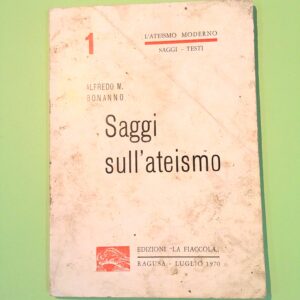 1
L'ATEISMO MODERNO
SAGGI - TESTI
ALFREDO M.
BONANNO
Saggi
sull'ateismo
EDIZIONI "LA FIACCOLA„
RAGUSA - LUGLIO 1970